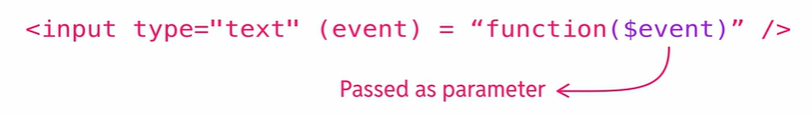 <input type="text" (event) = “function($event)” />
Passed as parameter